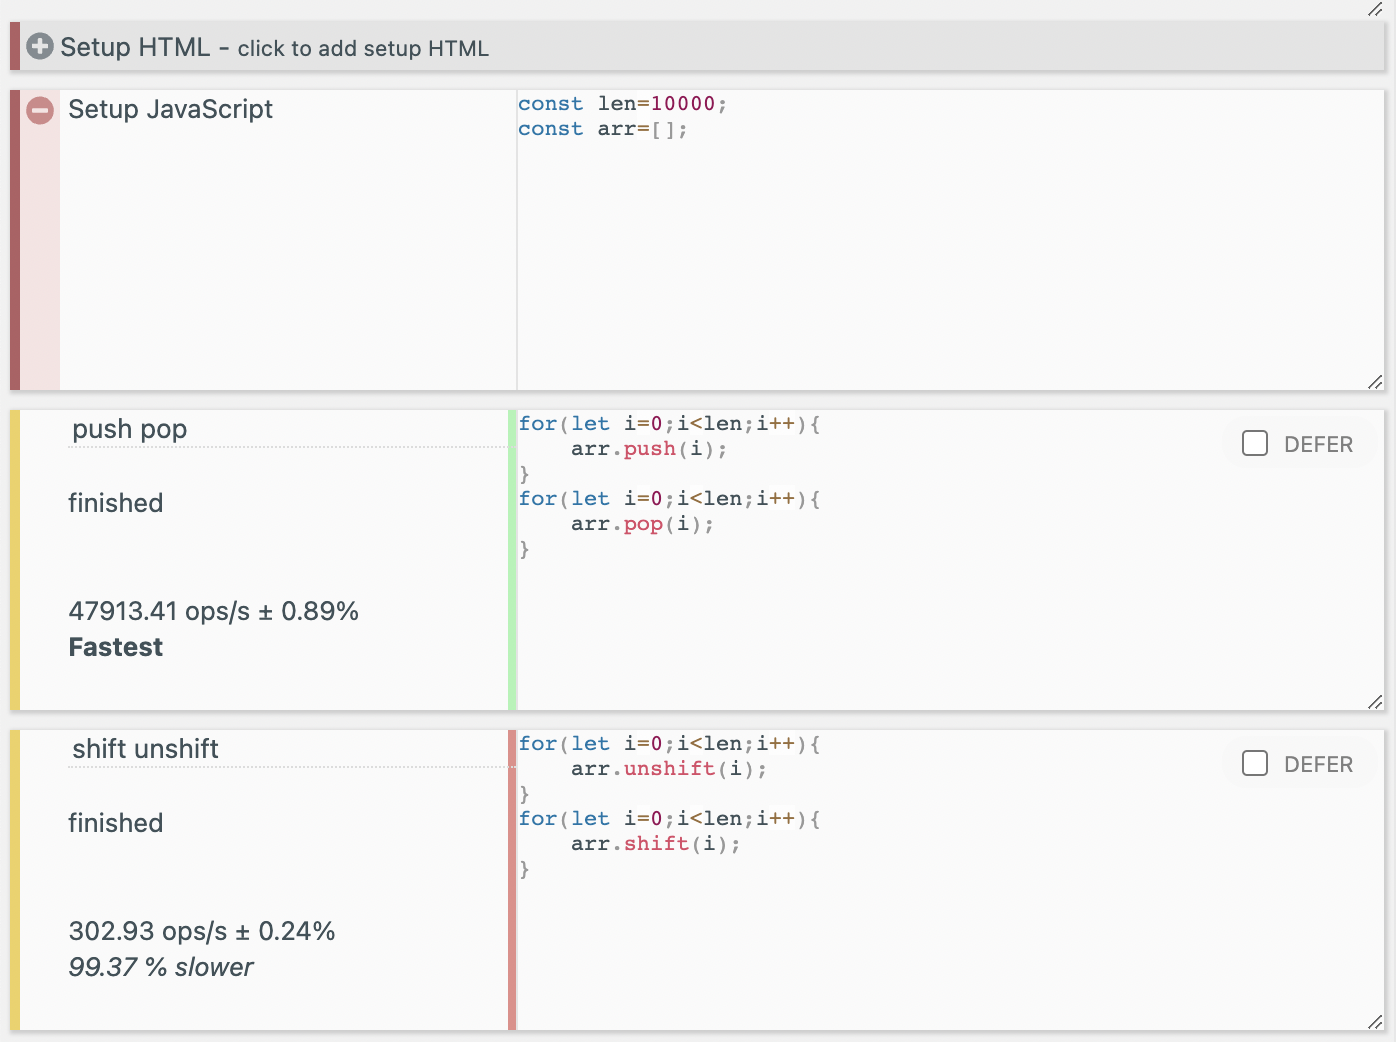 Setup HTML - click to add setup HTML
Setup JavaScript
const len=10000;
const arr=[];
push pop
finished
47913.41 ops/s ± 0.89%
Fastest
for(let i=0;i<len;i++){
    arr.push(i);
}
for(let i=0;i<len;i++){
    arr.pop(i);
}
DEFER
shift unshift
finished
302.93 ops/s ± 0.24%
99.37 % slower
for(let i=0;i<len;i++){
    arr.unshift(i);
}
for(let i=0;i<len;i++){
    arr.shift(i);
}
DEFER